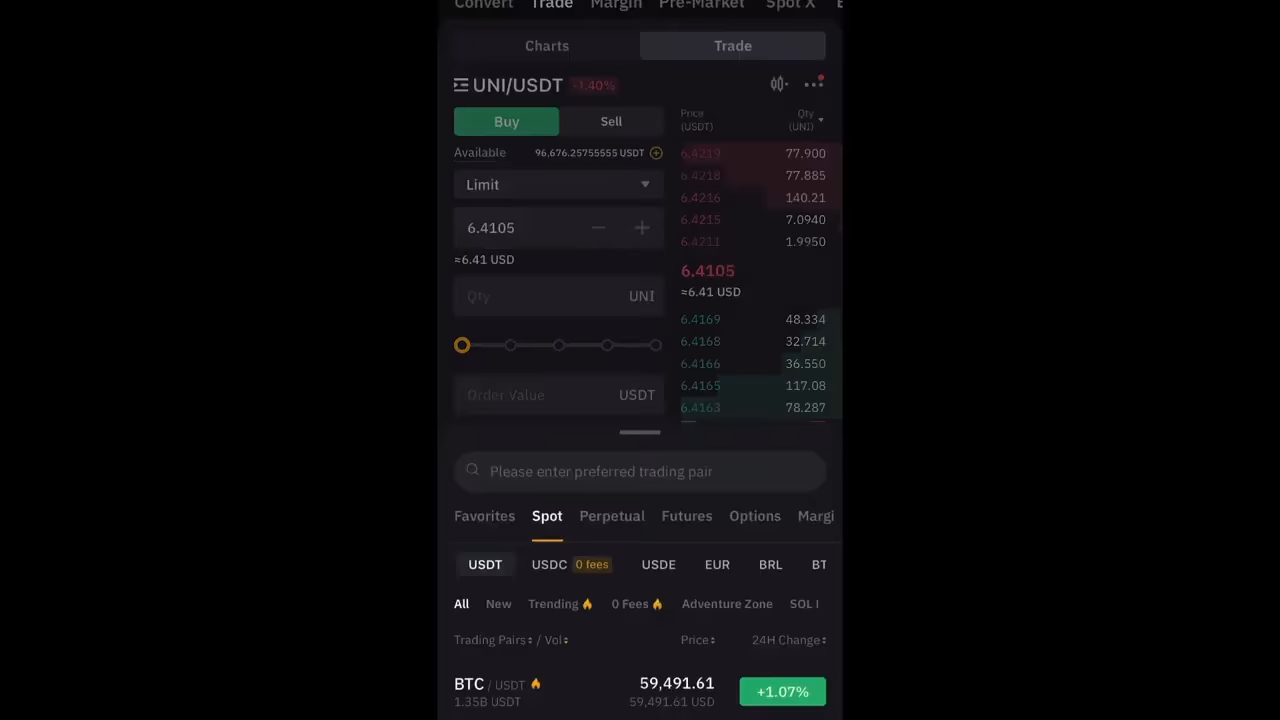 Convert Trade Margin Pre-Market Spot X
Charts Trade
UNI/USDT -1.40%
Buy Sell
Available 96,676.25755555 USDT
Limit
6.4105
≈6.41 USD
Qty UNI
Order Value USDT
Price (USDT) Qty (UNI)
6.4219 77.900
6.4218 77.885
6.4216 140.21
6.4215 7.0940
6.4211 1.9950
6.4105
≈6.41 USD
6.4169 48.334
6.4168 32.714
6.4166 36.550
6.4165 117.08
6.4163 78.287
Please enter preferred trading pair
Favorites Spot Perpetual Futures Options Margi
USDT USDC 0 fees USDE EUR BRL BT
All New Trending 0 Fees Adventure Zone SOL
Trading Pairs / Vol Price 24H Change
BTC / USDT 59,491.61 +1.07%
1.35B USDT 59,491.61 USD